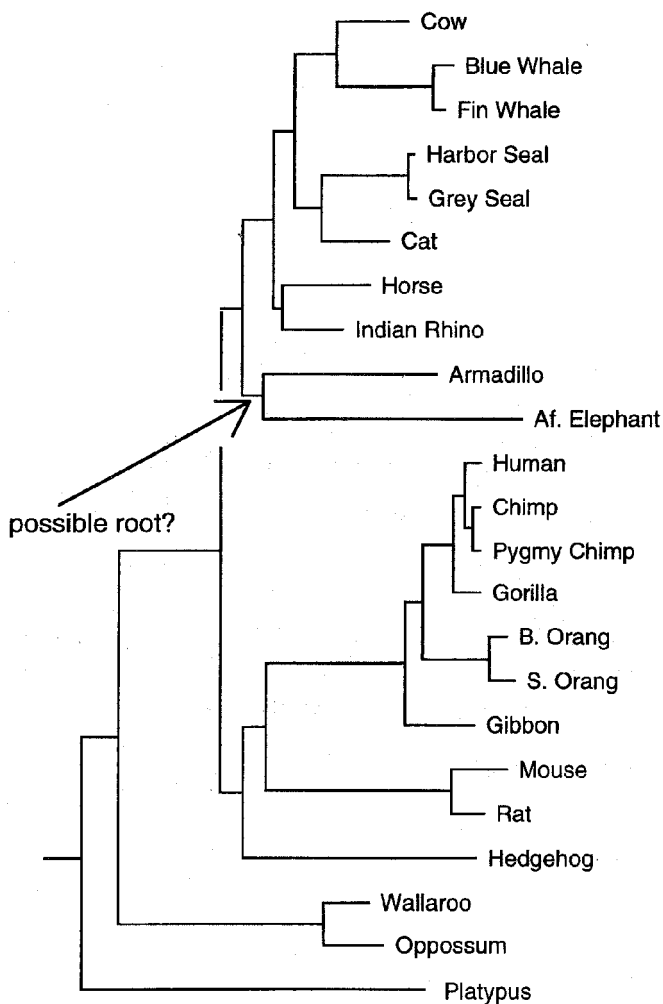 Cow
Blue Whale
Fin Whale
Harbor Seal
Grey Seal
Cat
Horse
Indian Rhino
Armadillo
Af. Elephant
Human
Chimp
possible root?
Pygmy Chimp
Gorilla
B. Orang
S. Orang
Gibbon
Mouse
Rat
Hedgehog
Wallaroo
Oppossum
Platypus